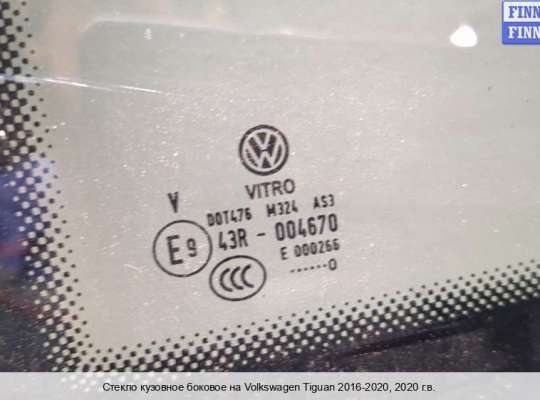 FINN
FINN
VITRO
V
DOT476 M324 AS3
E9 43R - 004670
E 000266
CCC
......0
Стекло кузовное боковое на Volkswagen Tiguan 2016-2020, 2020 г.в.